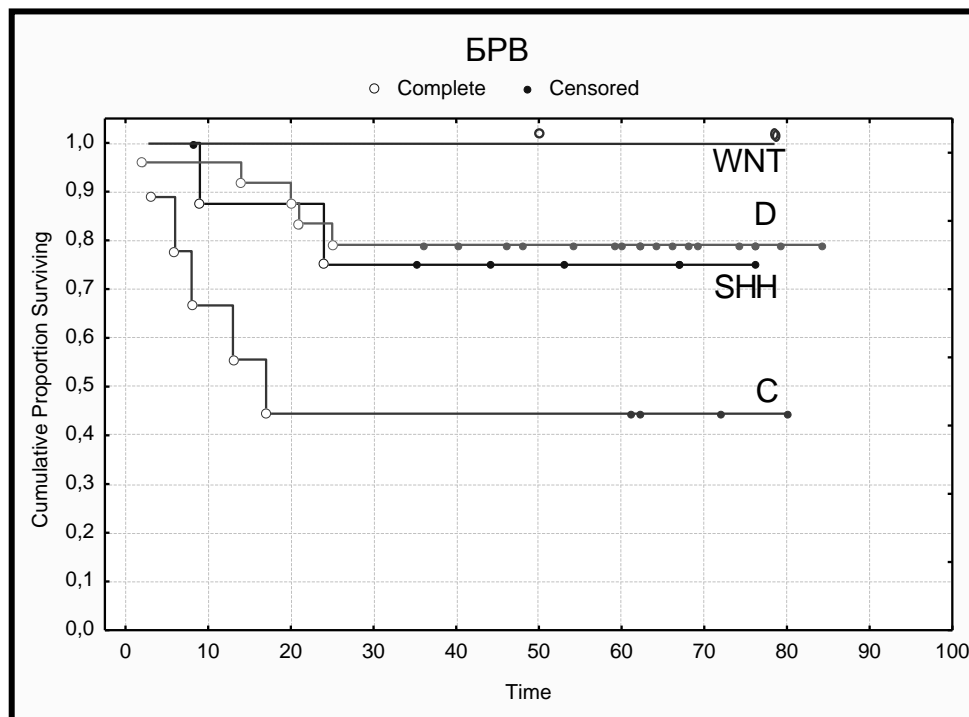 БРВ
Complete Censored
Cumulative Proportion Surviving
1,0
0,9
0,8
0,7
0,6
0,5
0,4
0,3
0,2
0,1
0,0
WNT
D
SHH
C
0 10 20 30 40 50 60 70 80 90 100
Time